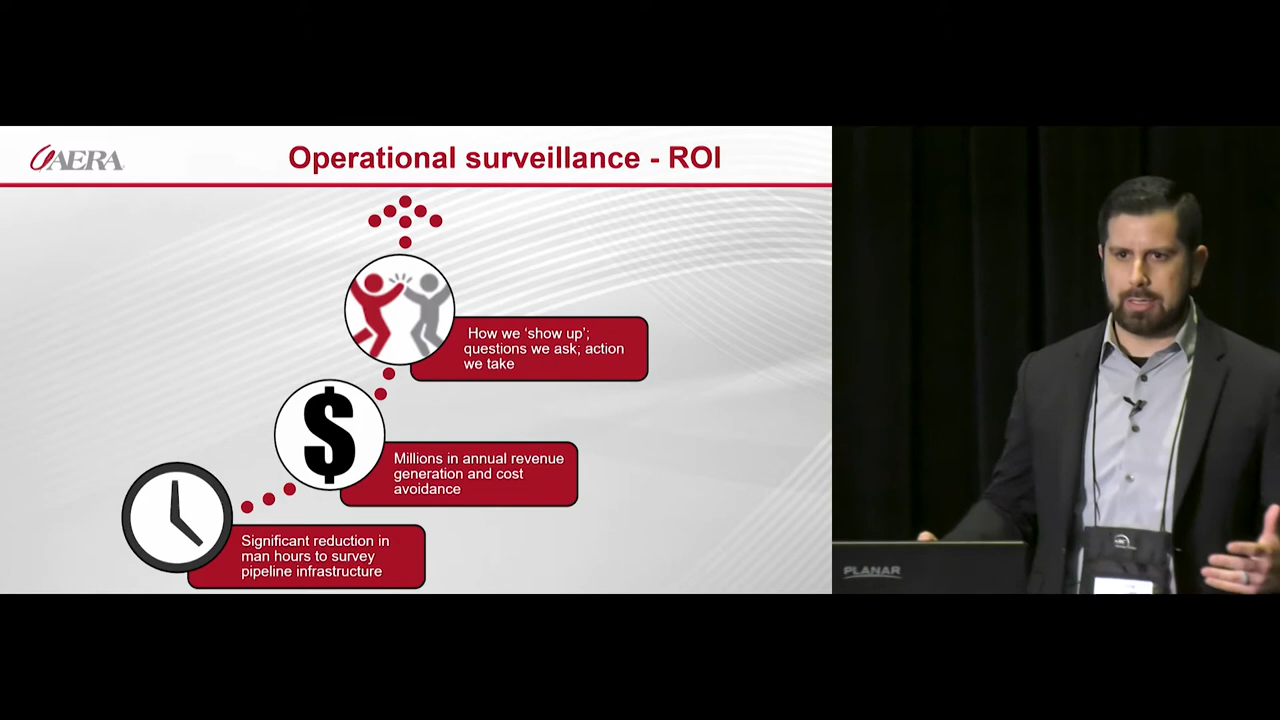 AERA
Operational surveillance - ROI
How we ‘show up’;
questions we ask; action
we take
Millions in annual revenue
generation and cost
avoidance
Significant reduction in
man hours to survey
pipeline infrastructure
PLANAR